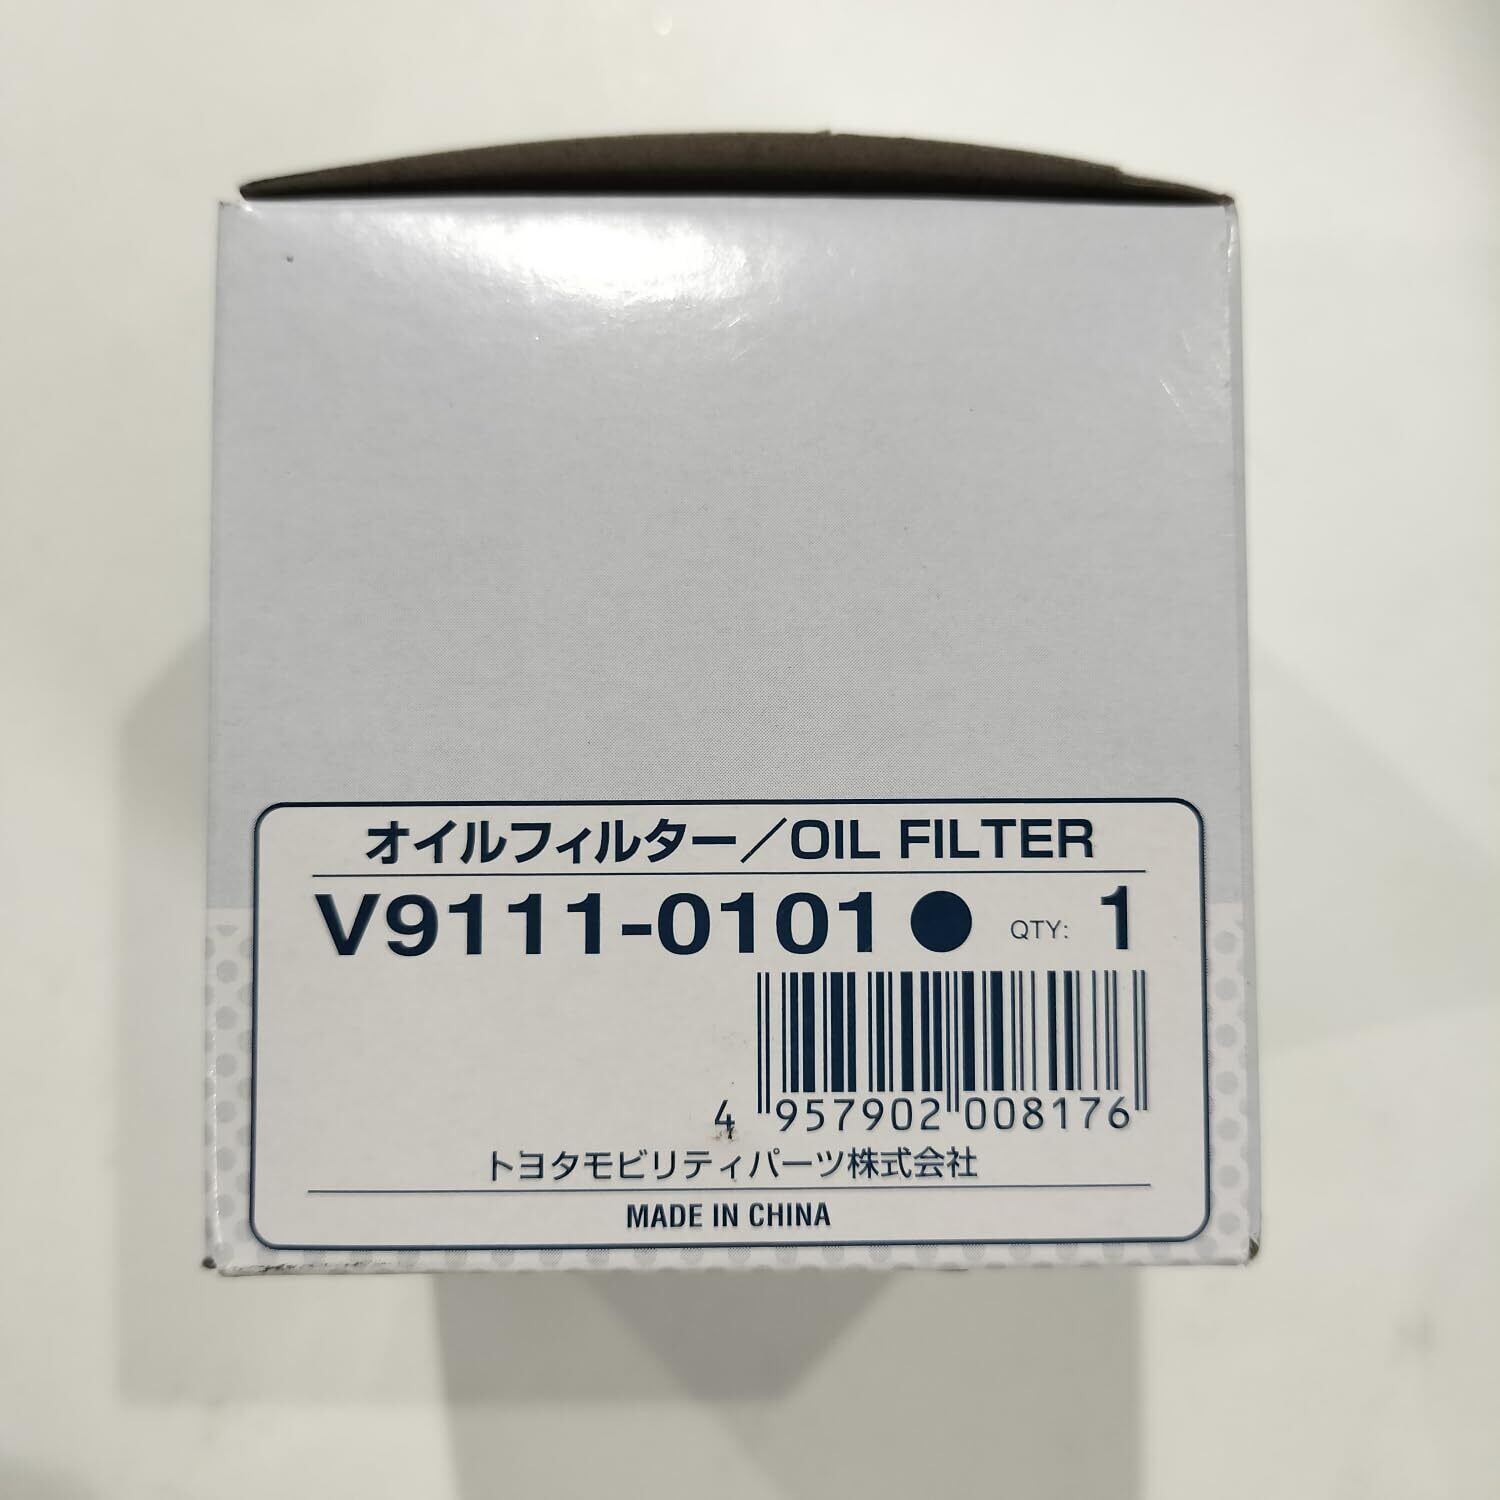 オイルフィルター／OIL FILTER
V9111-0101● QTY: 1
4 957902 008176
トヨタモビリティパーツ株式会社
MADE IN CHINA